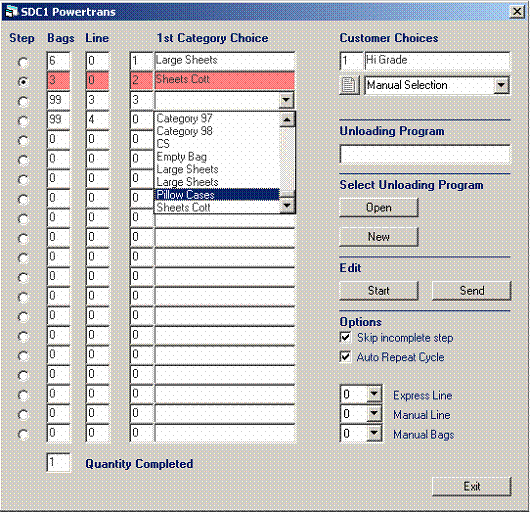 SDC1 Powertrans
Step Bags Line 1st Category Choice Customer Choices
6 0 1 Large Sheets 1 Hi Grade
3 0 2 Sheets Cott Manual Selection
99 3 3
99 4 0 Category 97
Category 98
0 0 0 CS Unloading Program
Empty Bag
0 0 0 Large Sheets
Large Sheets
0 0 0 Pillow Cases Select Unloading Program
Sheets Cott
0 0 0 Open
0 0 0
0 0 0 New
0 0 0 Edit
0 0 0 Start Send
0 0 0 Options
0 0 0 Skip incomplete step
0 0 0 Auto Repeat Cycle
0 0 0
0 0 0 0 Express Line
0 0 0 0 Manual Line
0 0 0 0 Manual Bags
1 Quantity Completed
Exit